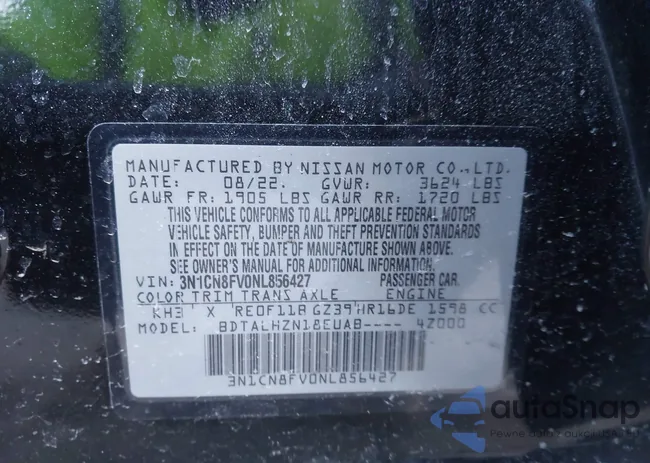 MANUFACTURED BY NISSAN MOTOR CO.,LTD.
DATE: 08/22. GVWR: 3624 LBS
GAWR FR: 1905 LBS GAWR RR: 1720 LBS
THIS VEHICLE CONFORMS TO ALL APPLICABLE FEDERAL MOTOR
VEHICLE SAFETY, BUMPER AND THEFT PREVENTION STANDARDS
IN EFFECT ON THE DATE OF MANUFACTURE SHOWN ABOVE.
SEE OWNER'S MANUAL FOR ADDITIONAL INFORMATION.
VIN: 3N1CN8FV0NL856427 PASSENGER CAR.
COLOR TRIM TRANS AXLE ENGINE
KH3 X RE0F11A GZ39 HR16DE 1598 CC
MODEL: BDTALHZN18EUAB---- 4Z000
3N1CN8FV0NL856427
autoSnap
Pewne auta z